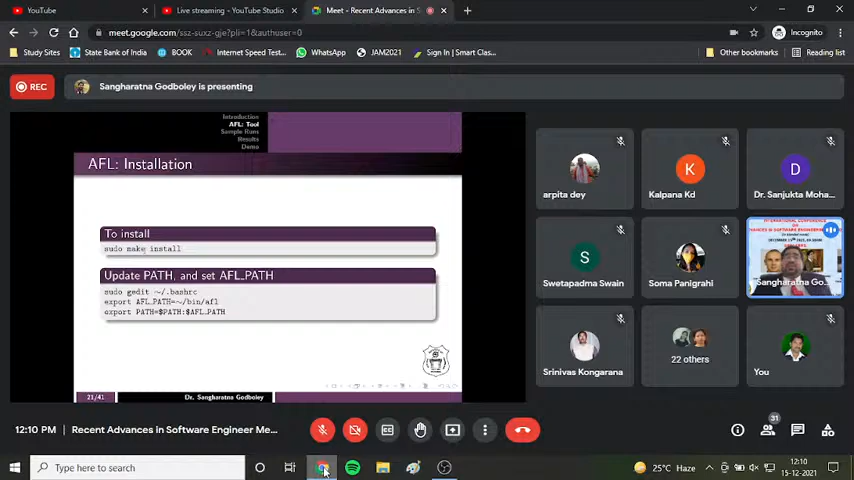 YouTube
Live streaming - YouTube Studio
Meet - Recent Advances in S
Incognito
meet.google.com/ssz-suxz-gje?pli=1&authuser=0
Study Sites
State Bank of India
BOOK
Internet Speed Test...
WhatsApp
JAM2021
Sign In | Smart Clas...
Other bookmarks
Reading list
REC
Sangharatna Godboley is presenting
Introduction
AFL: Tool
Sample Runs
Results
Demo
AFL: Installation
To install
sudo make install
Update PATH, and set AFL_PATH
sudo gedit ~/.bashrc
export AFL_PATH=~/bin/afl
export PATH=$PATH:$AFL_PATH
21/41
Dr. Sangharatna Godboley
arpita dey
K
Kalpana Kd
D
Dr. Sanjukta Moha...
S
Swetapadma Swain
Soma Panigrahi
INTERNATIONAL CONFERENCE
ON
Sangharatna Go...
Srinivas Kongarana
22 others
You
12:10 PM | Recent Advances in Software Engineer Me...
31
Type here to search
25°C Haze
12:10
15-12-2021